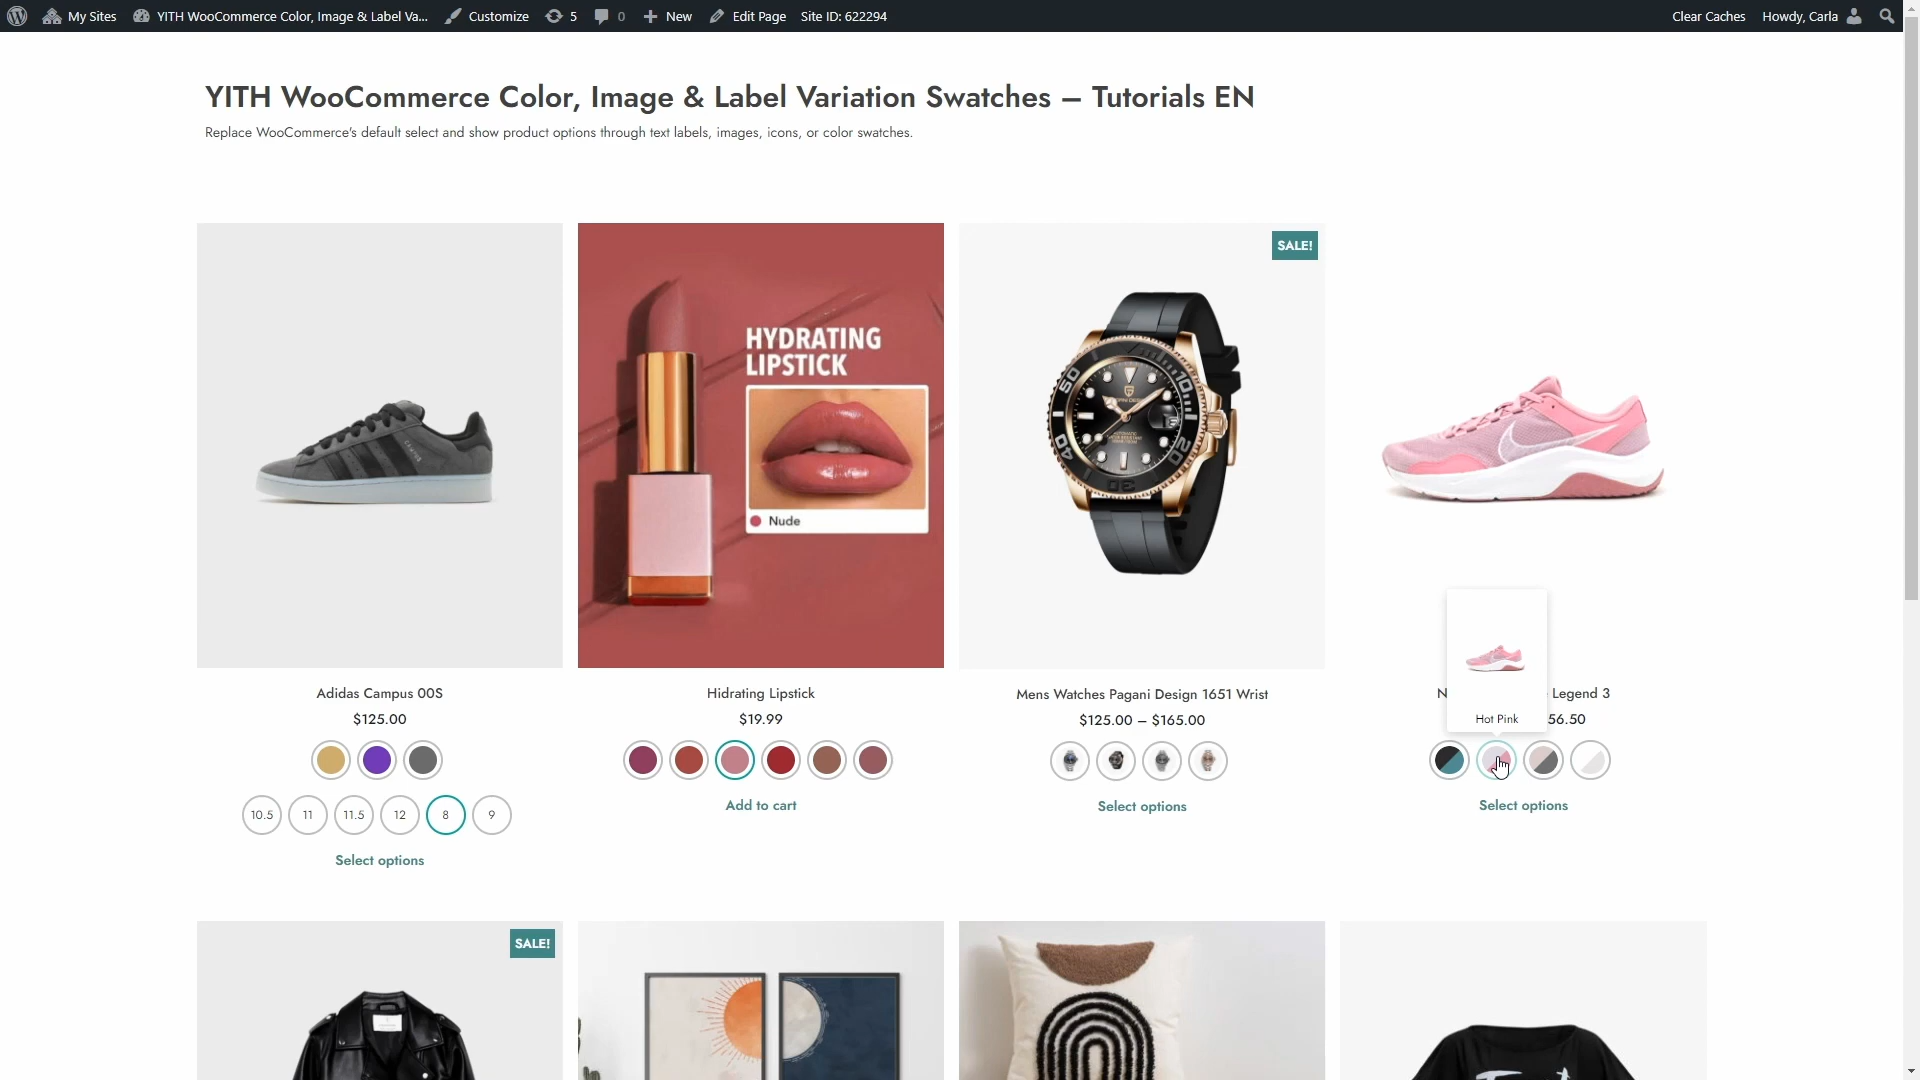 My Sites
YITH WooCommerce Color, Image & Label Va...
Customize
5
0
New
Edit Page
Site ID: 622294
Clear Caches
Howdy, Carla
YITH WooCommerce Color, Image & Label Variation Swatches – Tutorials EN
Replace WooCommerce's default select and show product options through text labels, images, icons, or color swatches.
HYDRATING
LIPSTICK
Nude
SALE!
Adidas Campus 00S
$125.00
10.5
11
11.5
12
8
9
Select options
Hidrating Lipstick
$19.99
Add to cart
Mens Watches Pagani Design 1651 Wrist
$125.00 – $165.00
Select options
Hot Pink
Legend 3
56.50
Select options
SALE!